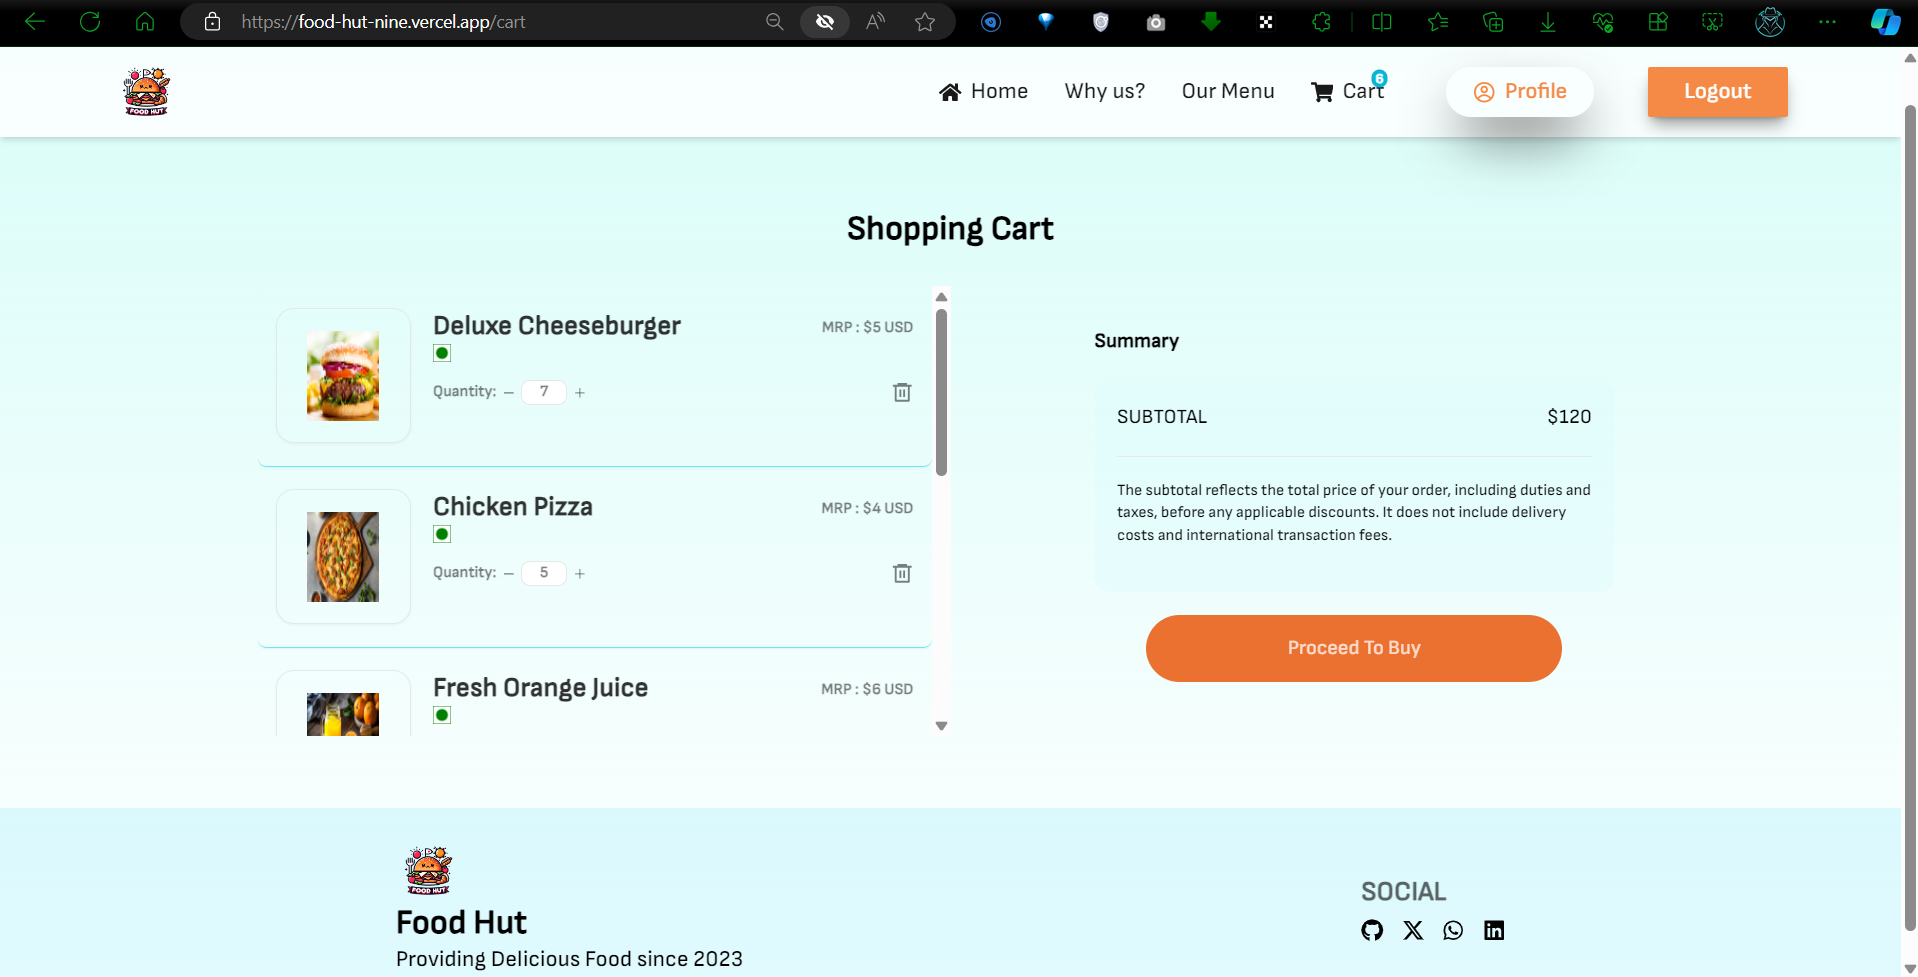 https://food-hut-nine.vercel.app/cart
FOOD HUT
Home
Why us?
Our Menu
Cart
6
Profile
Logout
Shopping Cart
Deluxe Cheeseburger
MRP : $5 USD
Quantity: – 7 +
Chicken Pizza
MRP : $4 USD
Quantity: – 5 +
Fresh Orange Juice
MRP : $6 USD
Summary
SUBTOTAL
$120
The subtotal reflects the total price of your order, including duties and
taxes, before any applicable discounts. It does not include delivery
costs and international transaction fees.
Proceed To Buy
FOOD HUT
Food Hut
Providing Delicious Food since 2023
SOCIAL